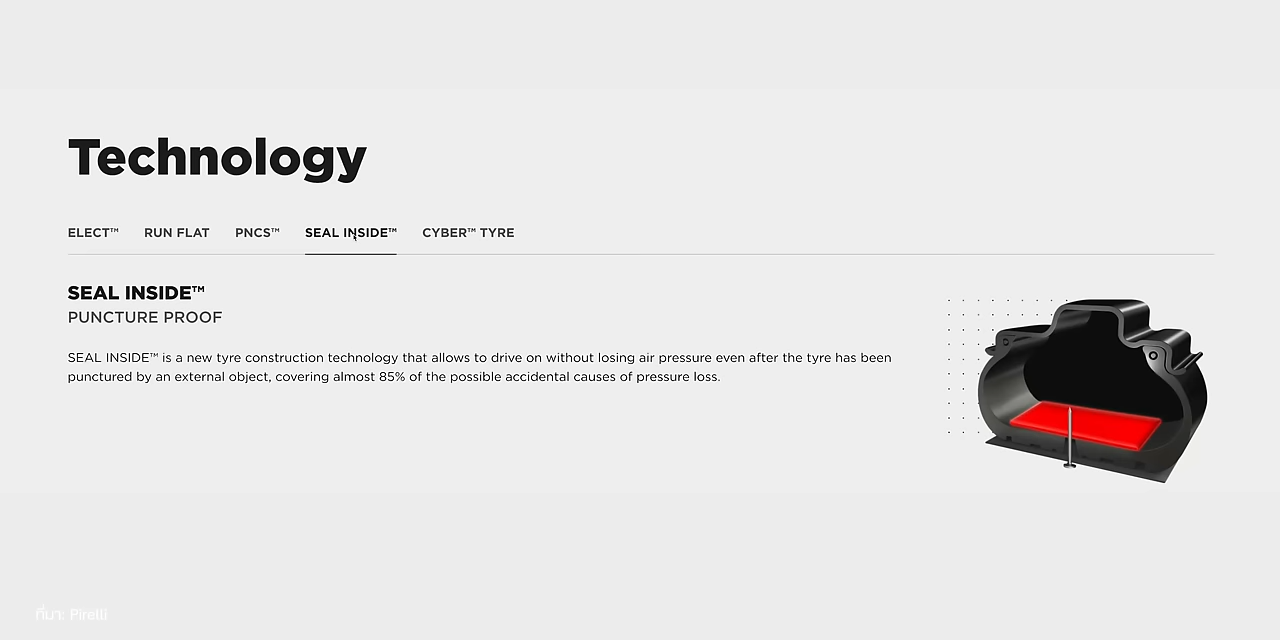 Technology
ELECT™ RUN FLAT PNCS™ SEAL INSIDE™ CYBER™ TYRE
SEAL INSIDE™
PUNCTURE PROOF
SEAL INSIDE™ is a new tyre construction technology that allows to drive on without losing air pressure even after the tyre has been
punctured by an external object, covering almost 85% of the possible accidental causes of pressure loss.
ที่มา: Pirelli